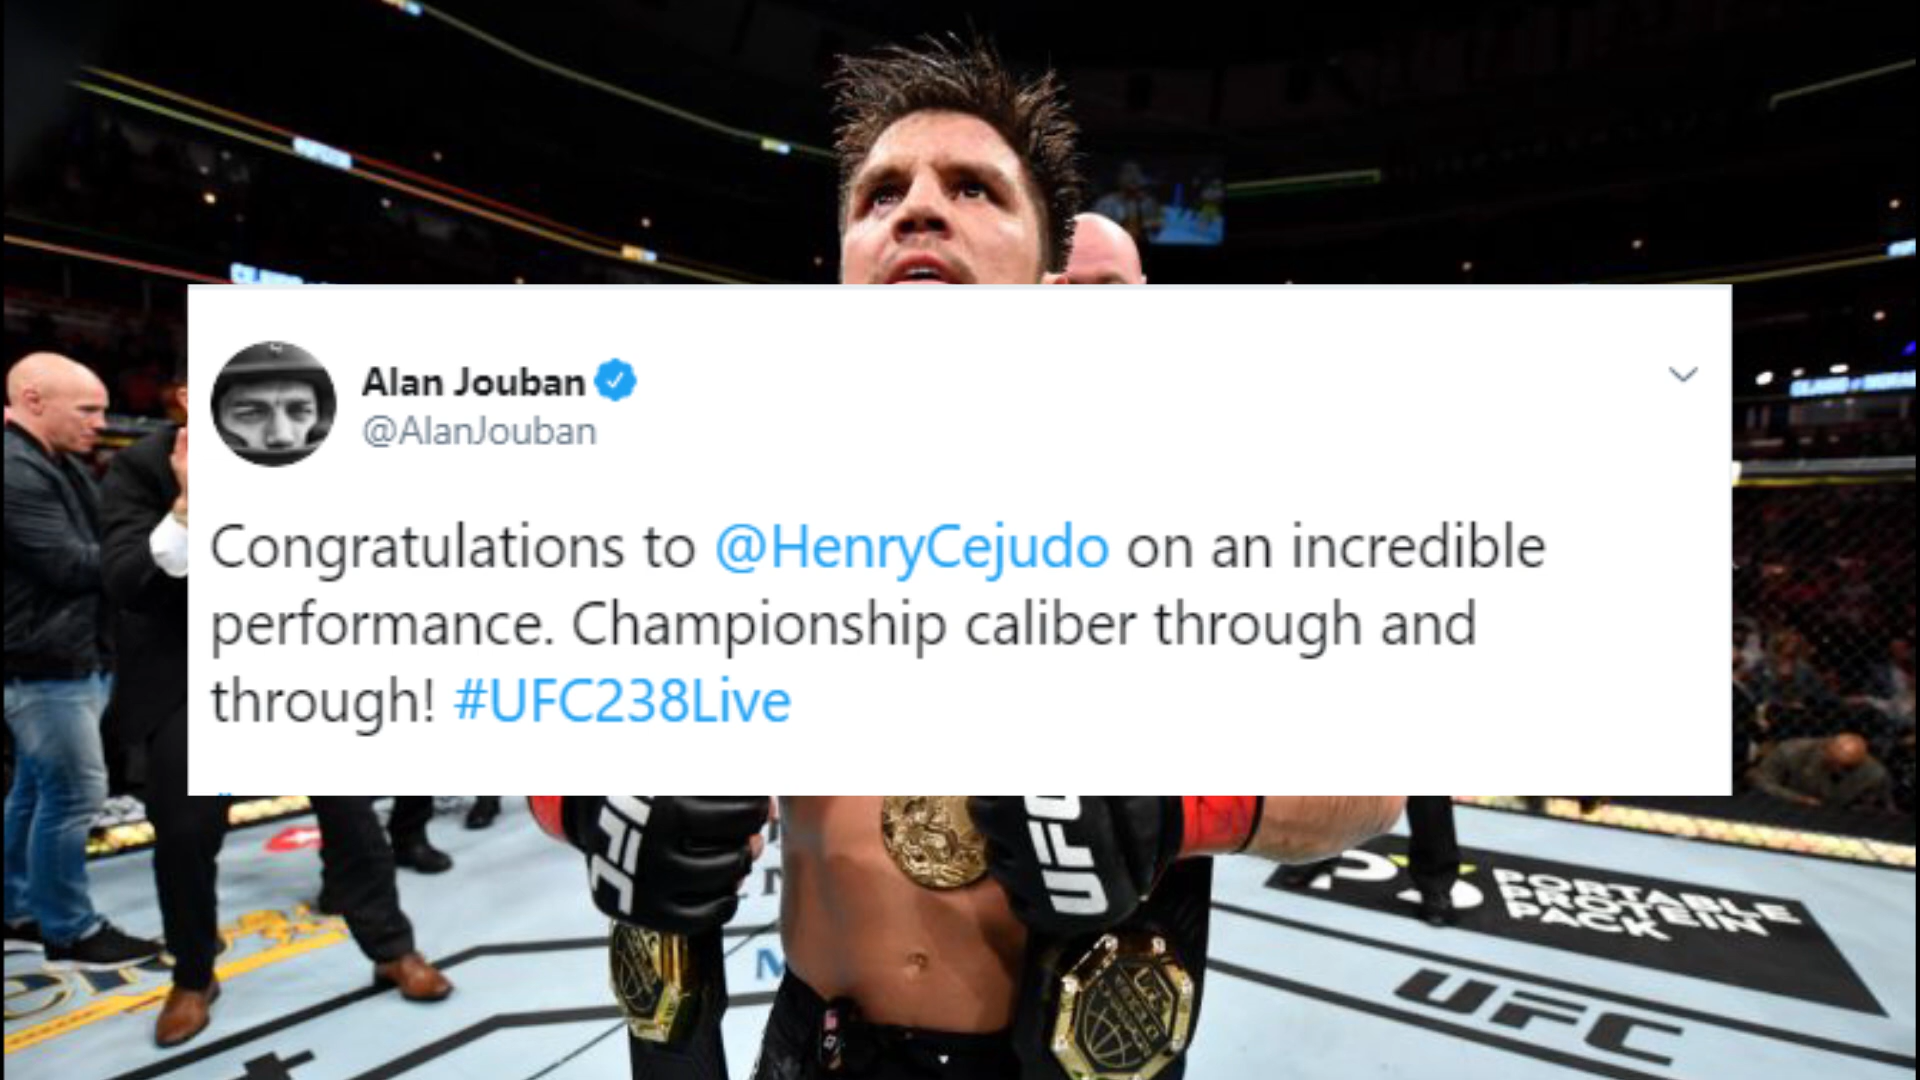 Alan Jouban
@AlanJouban
Congratulations to @HenryCejudo on an incredible
performance. Championship caliber through and
through! #UFC238Live
UFC
UFC
PORTABLE
PROTEIN
PACK
UFC